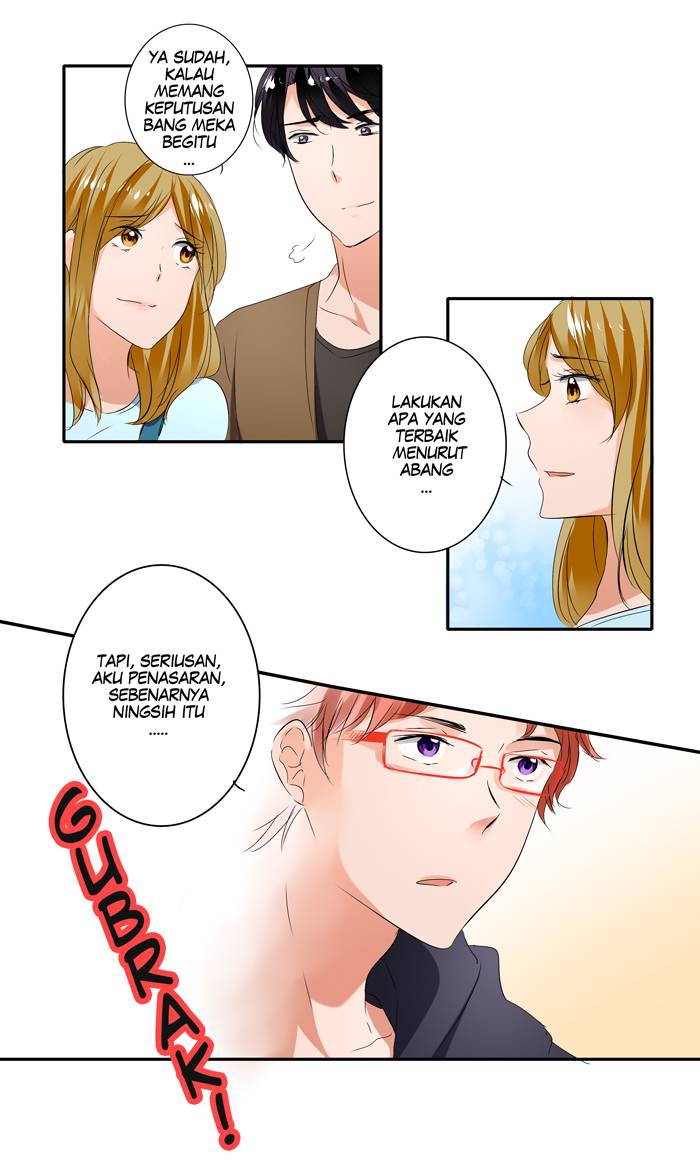 YA SUDAH,
KALAU
MEMANG
KEPUTUSAN
BANG MEKA
BEGITU
...
LAKUKAN
APA YANG
TERBAIK
MENURUT
ABANG
...
TAPI, SERIUSAN,
AKU PENASARAN,
SEBENARNYA
NINGSIH ITU
.....
GUBRAK!